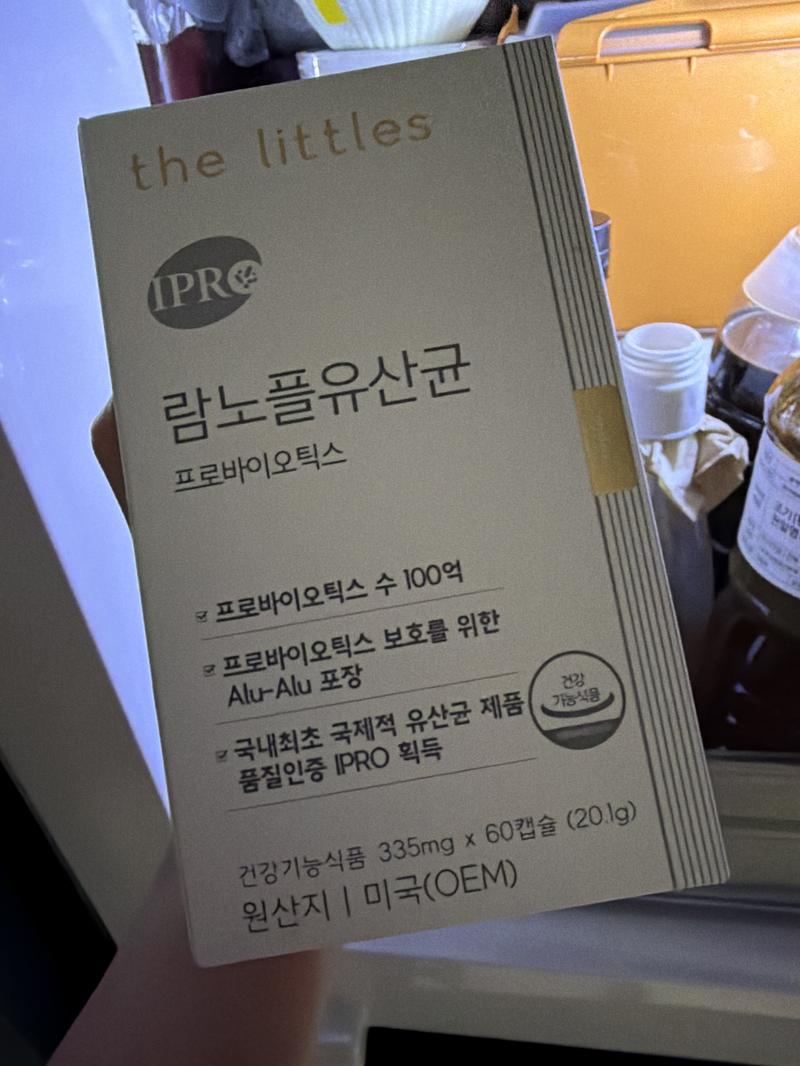 the littles
IPRO
람노플유산균
프로바이오틱스
프로바이오틱스 수 100억
프로바이오틱스 보호를 위한
Alu-Alu 포장
국내최초 국제적 유산균 제품
품질인증 IPRO 획득
건강
기능식품
건강기능식품 335mg x 60캡슐 (20.1g)
원산지 | 미국(OEM)